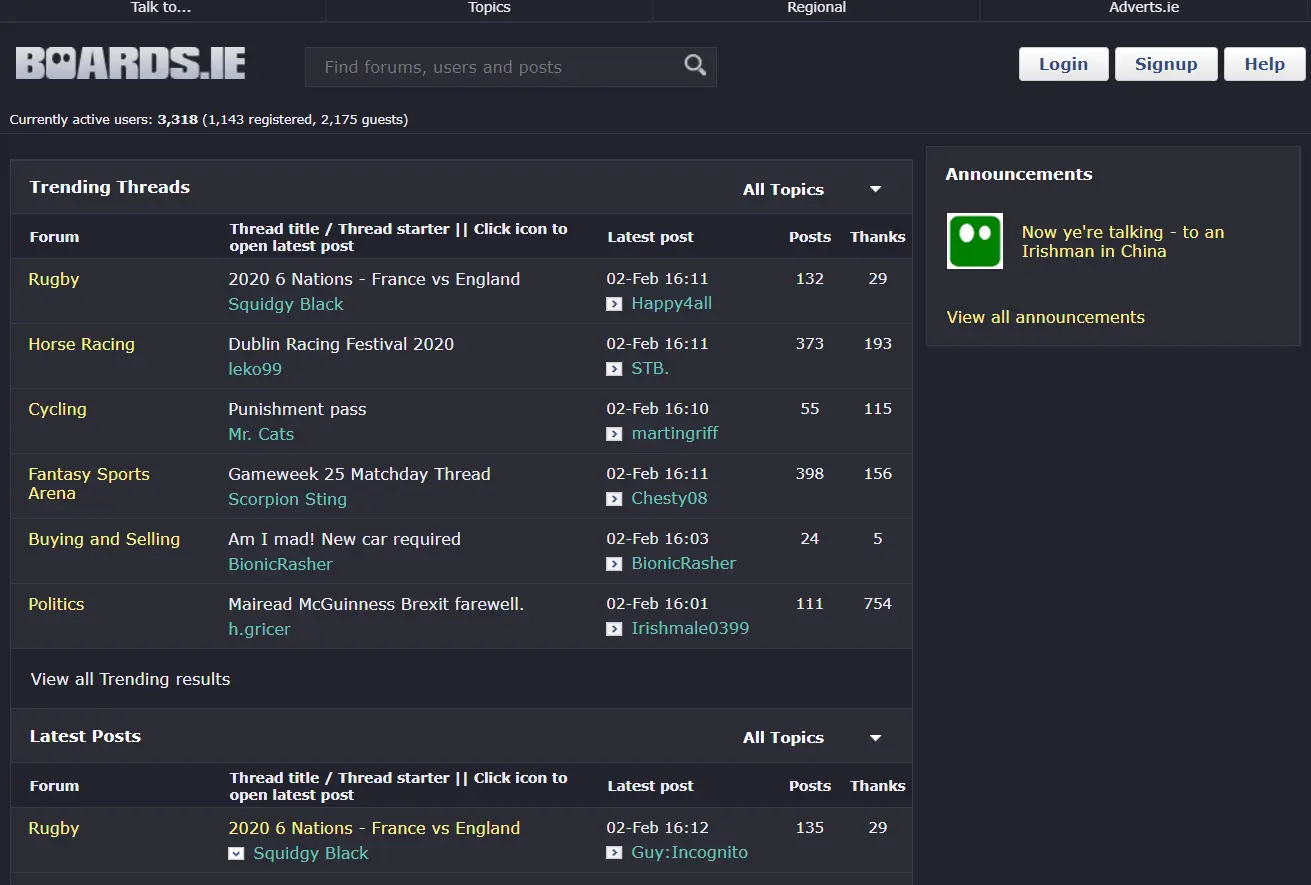 Talk to... Topics Regional Adverts.ie
BOARDS.IE
Find forums, users and posts
Login Signup Help
Currently active users: 3,318 (1,143 registered, 2,175 guests)
Trending Threads All Topics
Forum Thread title / Thread starter || Click icon to open latest post Latest post Posts Thanks
Rugby 2020 6 Nations - France vs England 02-Feb 16:11 132 29
Squidgy Black Happy4all
Horse Racing Dublin Racing Festival 2020 02-Feb 16:11 373 193
leko99 STB.
Cycling Punishment pass 02-Feb 16:10 55 115
Mr. Cats martingriff
Fantasy Sports Arena Gameweek 25 Matchday Thread 02-Feb 16:11 398 156
Scorpion Sting Chesty08
Buying and Selling Am I mad! New car required 02-Feb 16:03 24 5
BionicRasher BionicRasher
Politics Mairead McGuinness Brexit farewell. 02-Feb 16:01 111 754
h.gricer Irishmale0399
View all Trending results
Latest Posts All Topics
Forum Thread title / Thread starter || Click icon to open latest post Latest post Posts Thanks
Rugby 2020 6 Nations - France vs England 02-Feb 16:12 135 29
Squidgy Black Guy:Incognito
Announcements
Now ye're talking - to an
Irishman in China
View all announcements